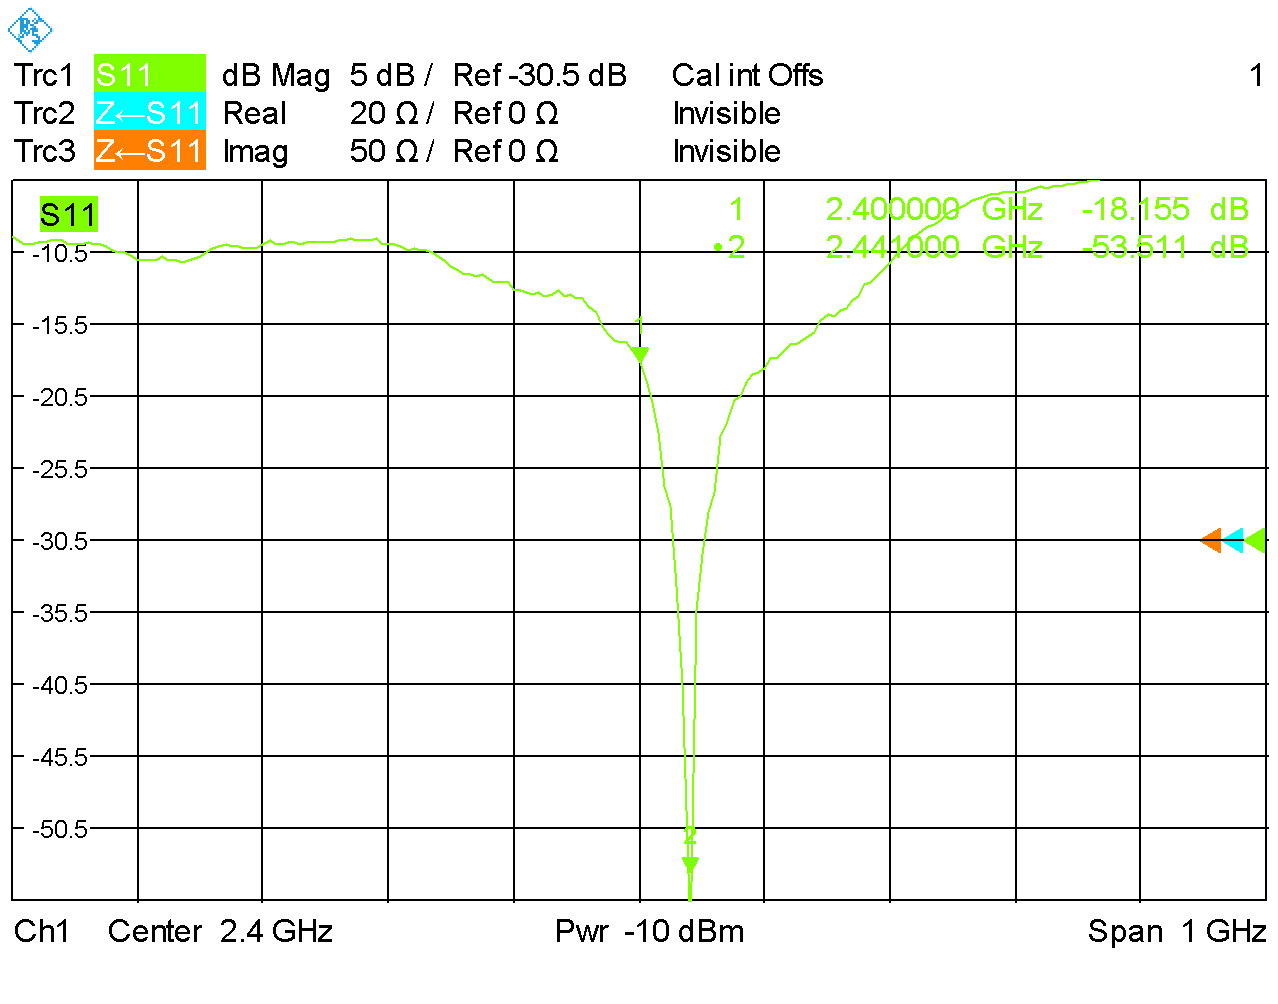 R&S
Trc1 S11 dB Mag 5 dB / Ref -30.5 dB Cal int Offs 1
Trc2 Z←S11 Real 20 Ω / Ref 0 Ω Invisible
Trc3 Z←S11 Imag 50 Ω / Ref 0 Ω Invisible
S11
1 2.400000 GHz -18.155 dB
•2 2.441000 GHz -53.511 dB
-10.5
-15.5
1
-20.5
-25.5
-30.5
-35.5
-40.5
-45.5
-50.5
2
Ch1 Center 2.4 GHz Pwr -10 dBm Span 1 GHz